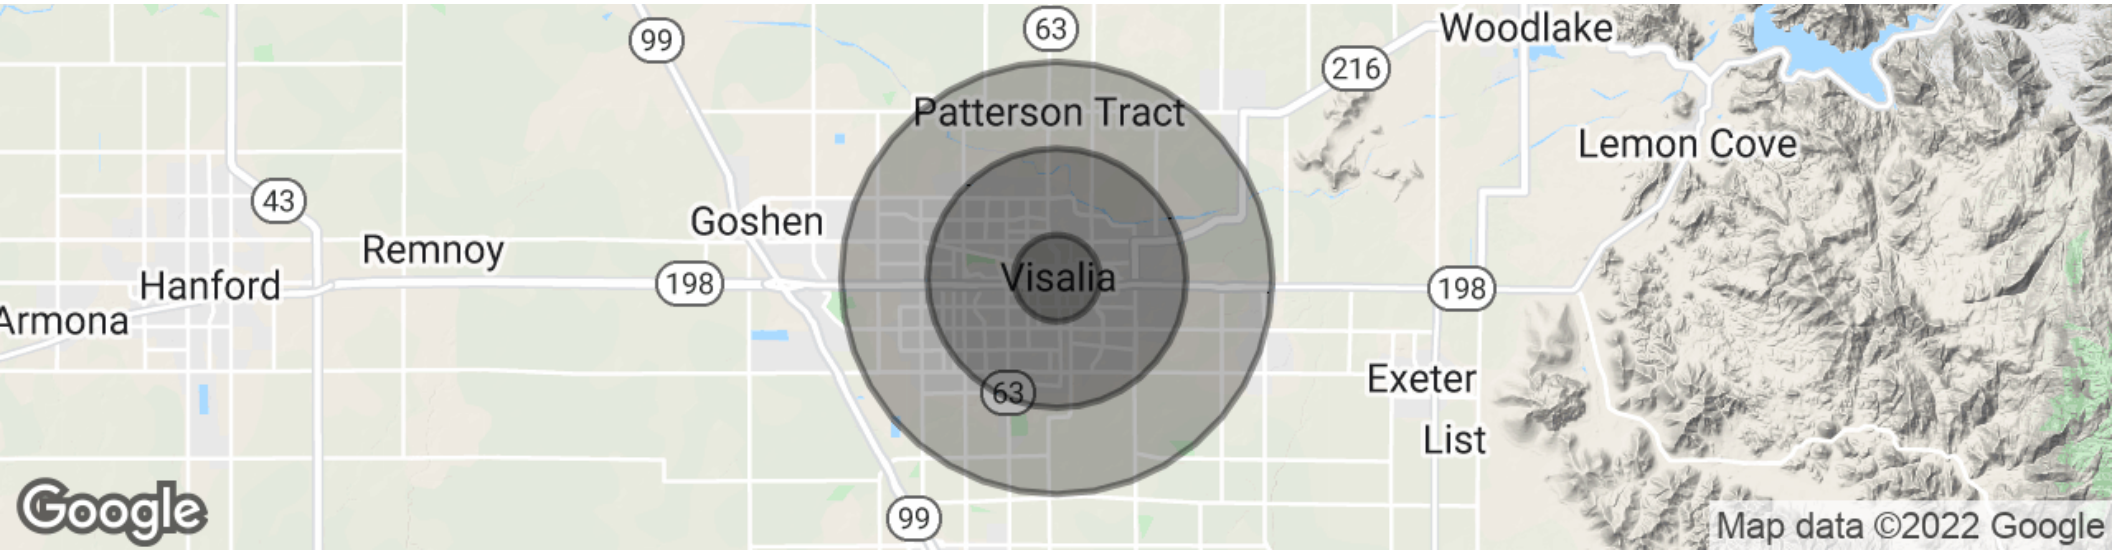 99
63
Woodlake
216
Patterson Tract
Lemon Cove
43
Goshen
Remnoy
Hanford
198
Visalia
198
Armona
Exeter
63
List
Google
99
Map data ©2022 Google